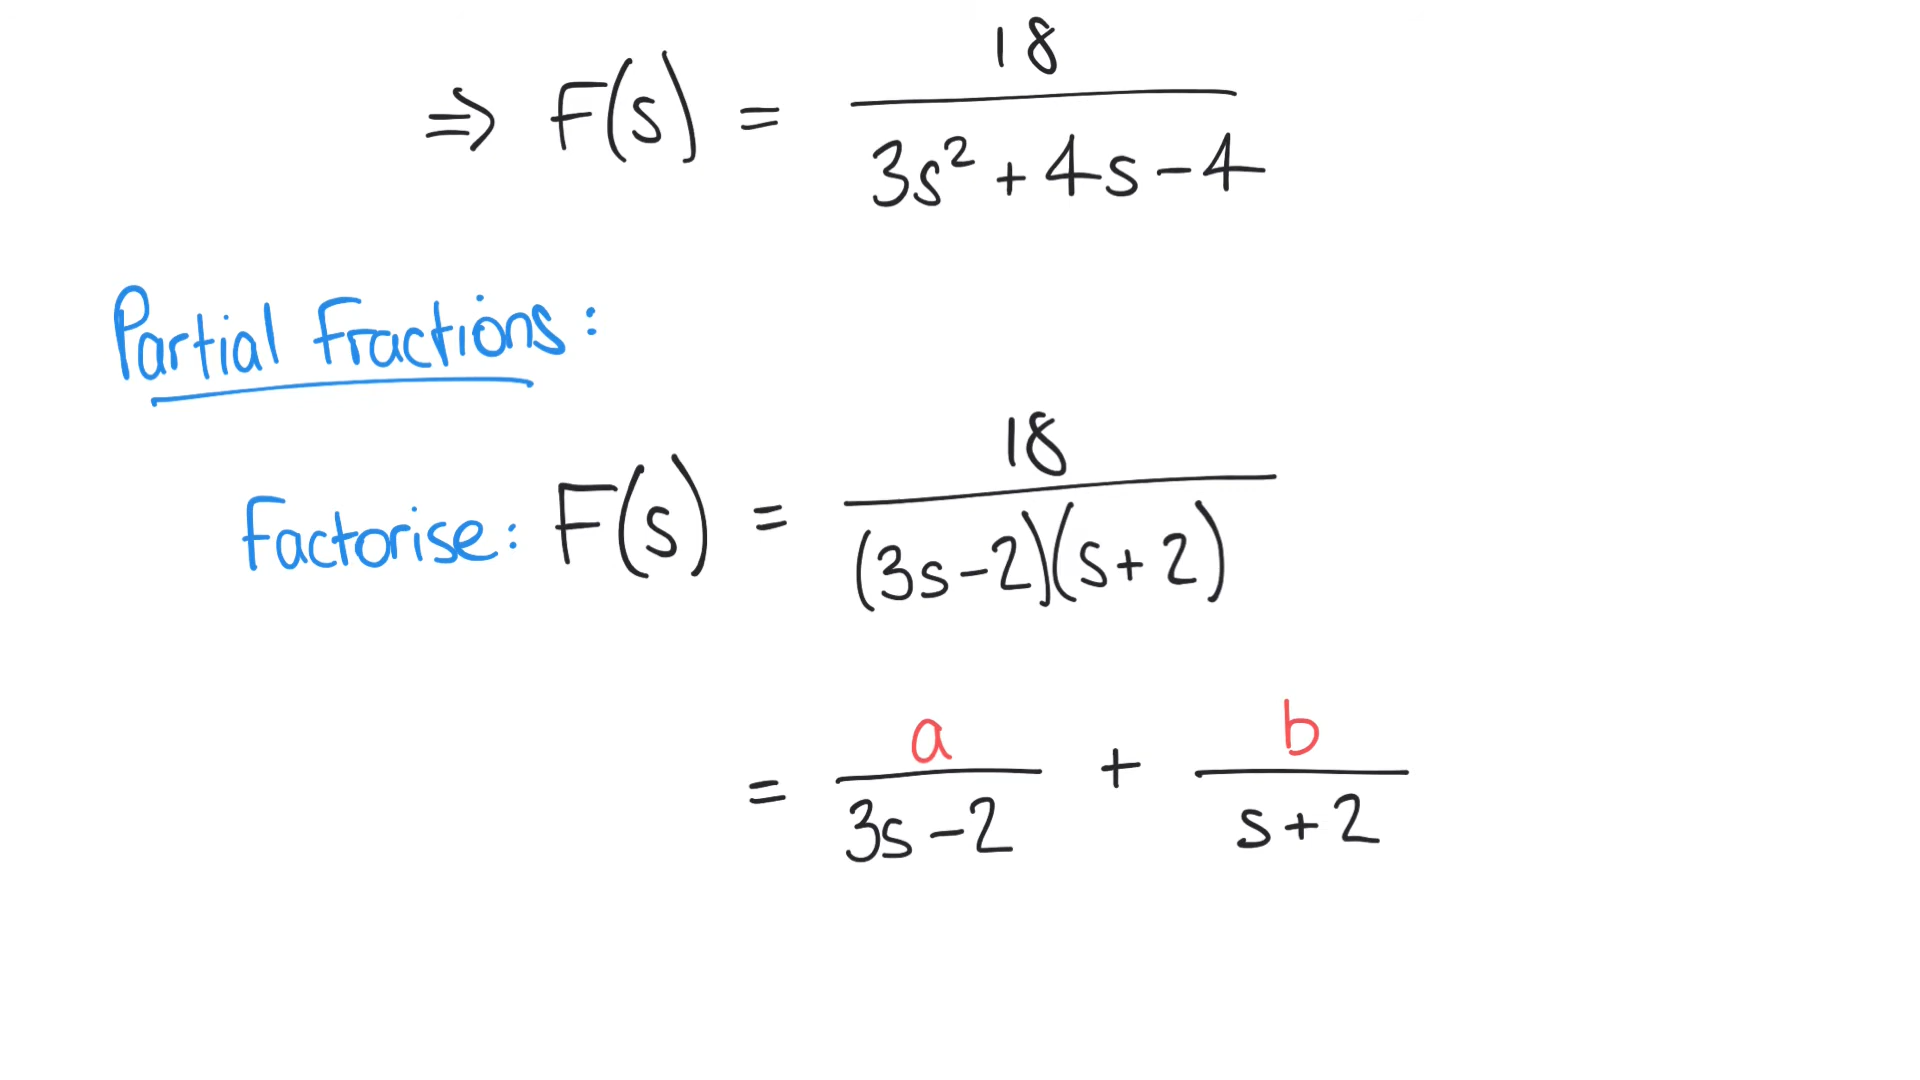 ⇒ F(s) = 18 / (3s² + 4s - 4)
Partial Fractions:
Factorise: F(s) = 18 / ((3s-2)(s+2))
= a / (3s-2) + b / (s+2)